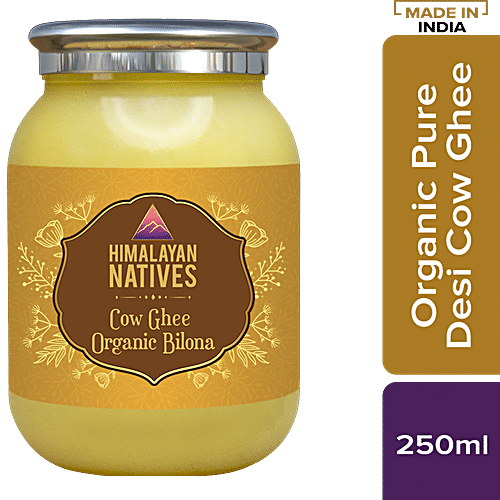 MADE IN
INDIA
HIMALAYAN
NATIVES
Cow Ghee
Organic Bilona
Organic Pure
Desi Cow Ghee
250ml